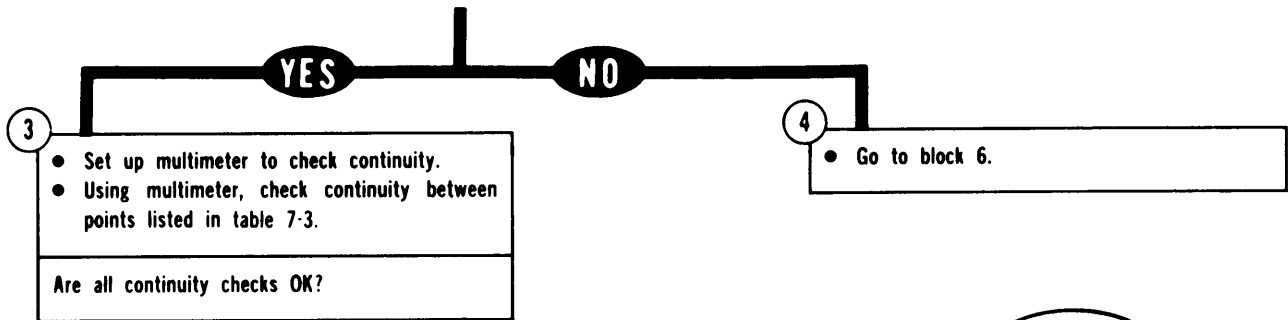 YES
NO
3
● Set up multimeter to check continuity.
● Using multimeter, check continuity between
points listed in table 7-3.
Are all continuity checks OK?
4
● Go to block 6.